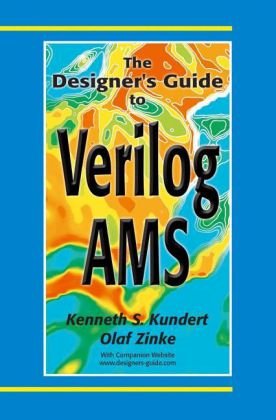 The
Designer's Guide
to
Verilog
AMS
Kenneth S. Kundert
Olaf Zinke
With Companion Website
www.designers-guide.com